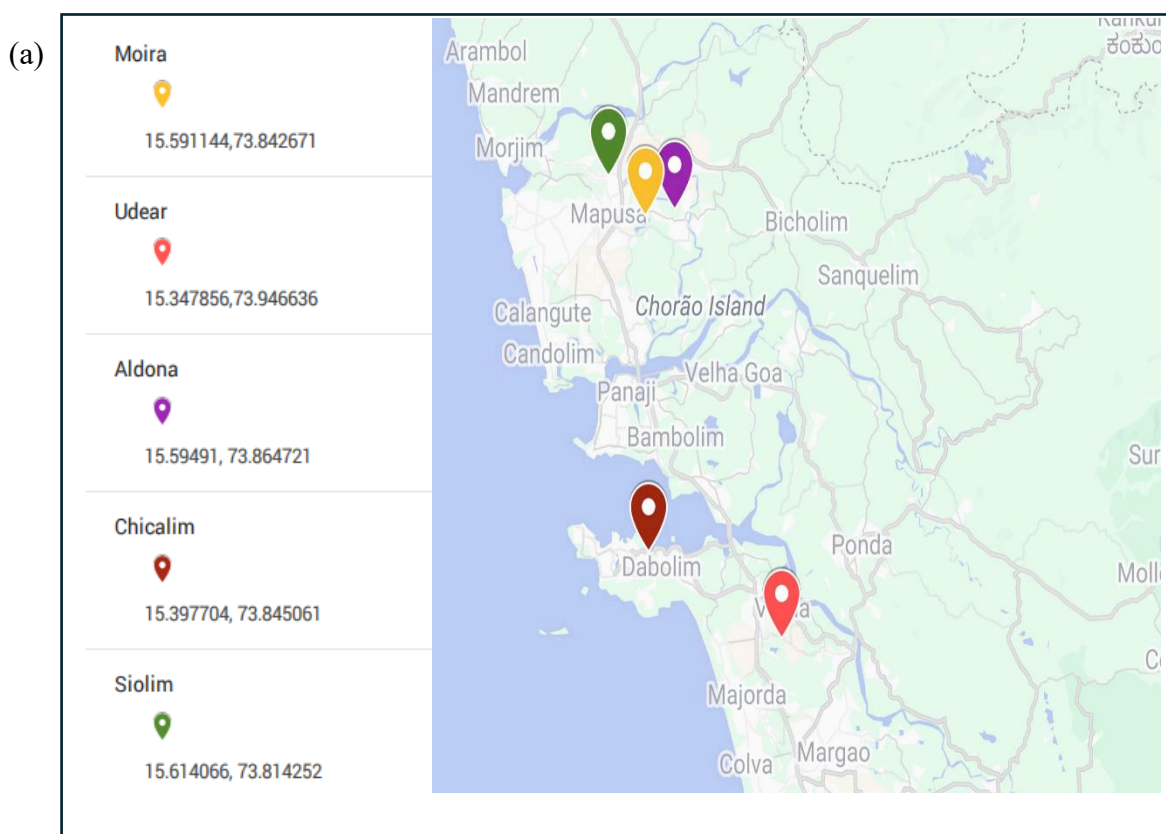 (a)
Moira
15.591144,73.842671
Udear
15.347856,73.946636
Aldona
15.59491, 73.864721
Chicalim
15.397704, 73.845061
Siolim
15.614066, 73.814252
Arambol
Mandrem
Morjim
Mapusa
Bicholim
Sanquelim
Chorão Island
Calangute
Candolim
Velha Goa
Panaji
Bambolim
Sur
Ponda
Dabolim
Moll
Majorda
Margao
Colva